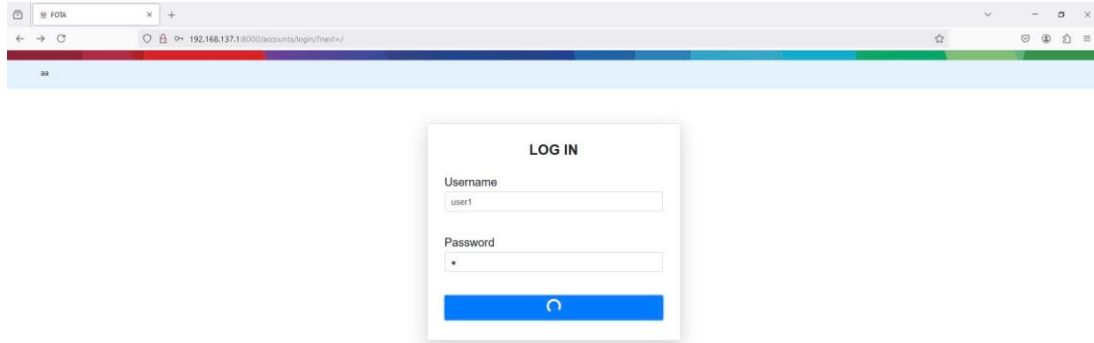 FOTA
192.168.137.1:8000/accounts/login/?next=/
aa
LOG IN
Username
user1
Password